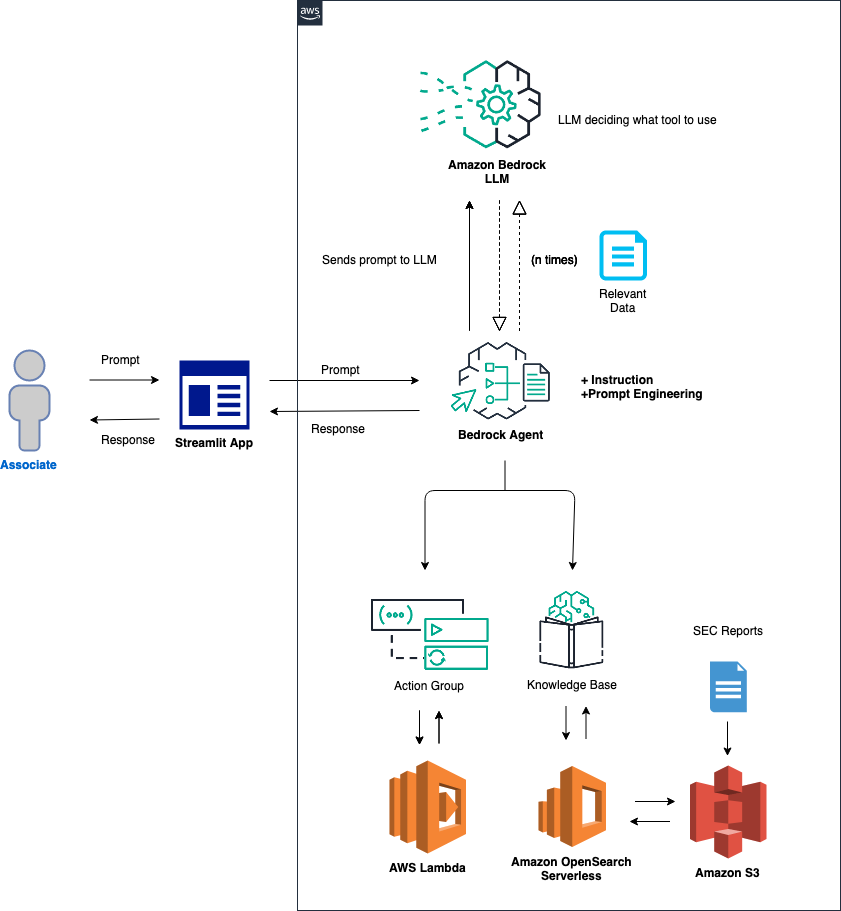 aws
LLM deciding what tool to use
Amazon Bedrock
LLM
Sends prompt to LLM
(n times)
Relevant
Data
Prompt
Prompt
+ Instruction
+Prompt Engineering
Response
Response
Streamlit App
Bedrock Agent
Associate
SEC Reports
Action Group
Knowledge Base
AWS Lambda
Amazon OpenSearch
Serverless
Amazon S3